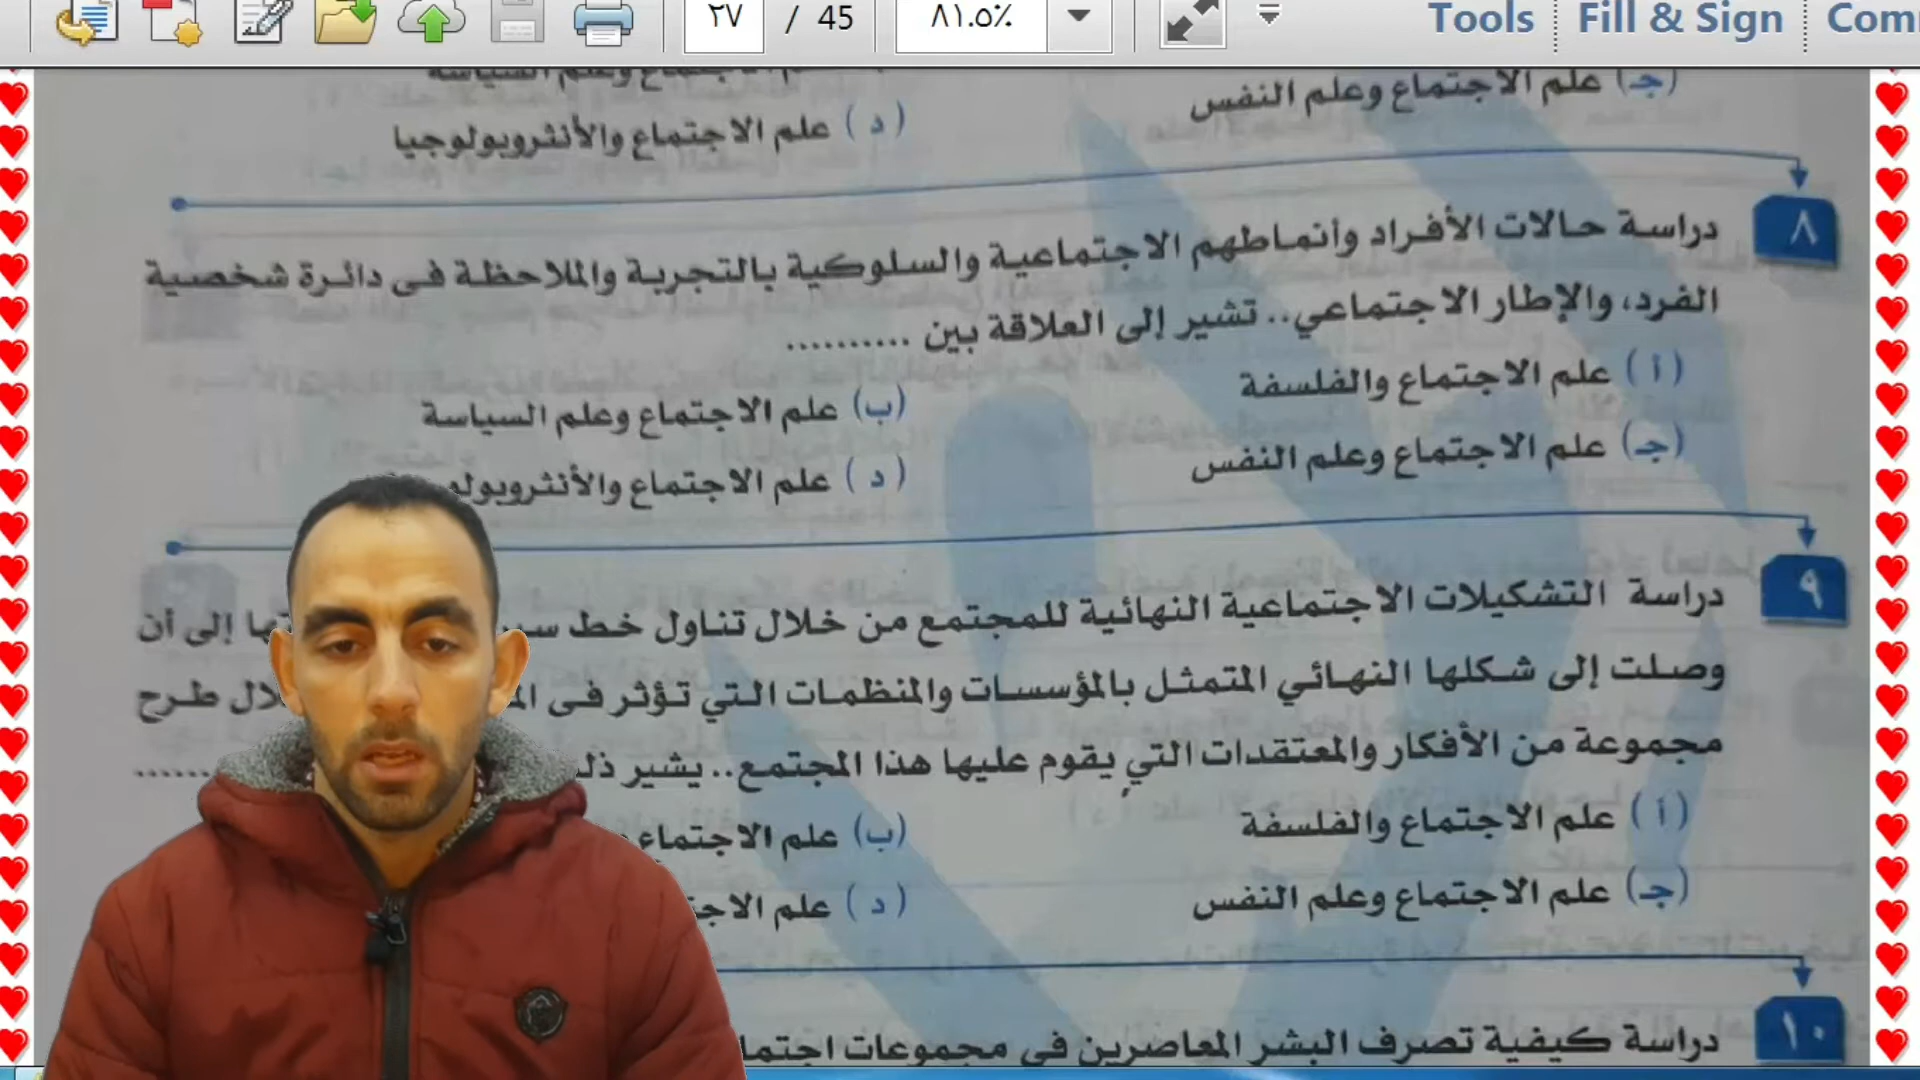 ٢٧ / 45 ٨١.٥٪ Tools Fill & Sign
(جـ) علم الاجتماع وعلم النفس
(د) علم الاجتماع والأنثروبولوجيا
٨ دراسة حالات الأفراد وأنماطهم الاجتماعية والسلوكية بالتجربة والملاحظة فى دائرة شخصية
الفرد، والإطار الاجتماعي.. تشير إلى العلاقة بين ..........
(أ) علم الاجتماع والفلسفة
(ب) علم الاجتماع وعلم السياسة
(جـ) علم الاجتماع وعلم النفس
(د) علم الاجتماع
٩ دراسة التشكيلات الاجتماعية النهائية للمجتمع من خلال تناول خط إلى أن
وصلت إلى شكلها النهائي المتمثل بالمؤسسات والمنظمات التي تؤثر فى طرح
مجموعة من الأفكار والمعتقدات التي يقوم عليها هذا المجتمع.. يشير ......
(أ) علم الاجتماع والفلسفة
(ب) علم الاجتماع
(جـ) علم الاجتماع وعلم النفس
(د) علم
١٠ دراسة كيفية تصرف البشر المعاصرين في مجموعات